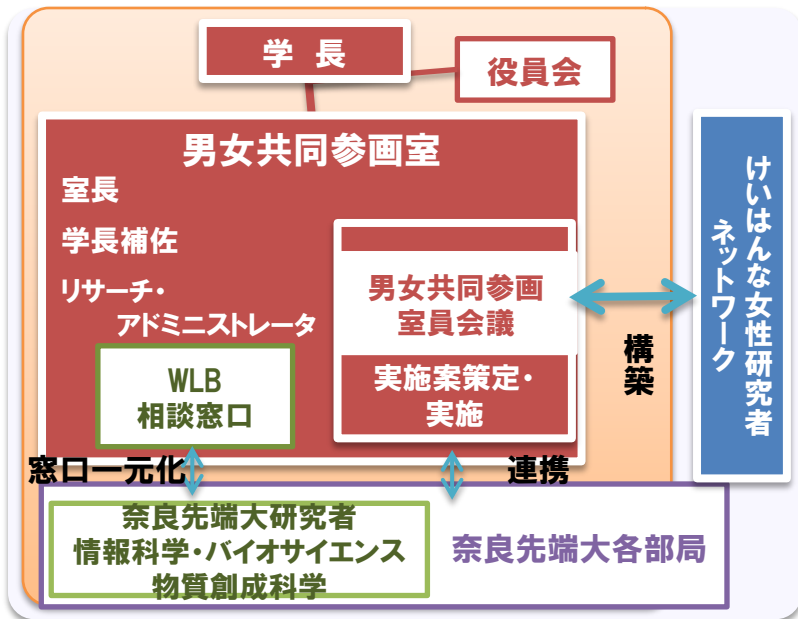 学 長
役員会
男女共同参画室
室長
学長補佐
リサーチ・
アドミニストレータ
男女共同参画
室員会議
実施案策定・
実施
WLB
相談窓口
構築
けいはんな女性研究者
ネットワーク
窓口一元化
連携
奈良先端大研究者
情報科学・バイオサイエンス
物質創成科学
奈良先端大各部局